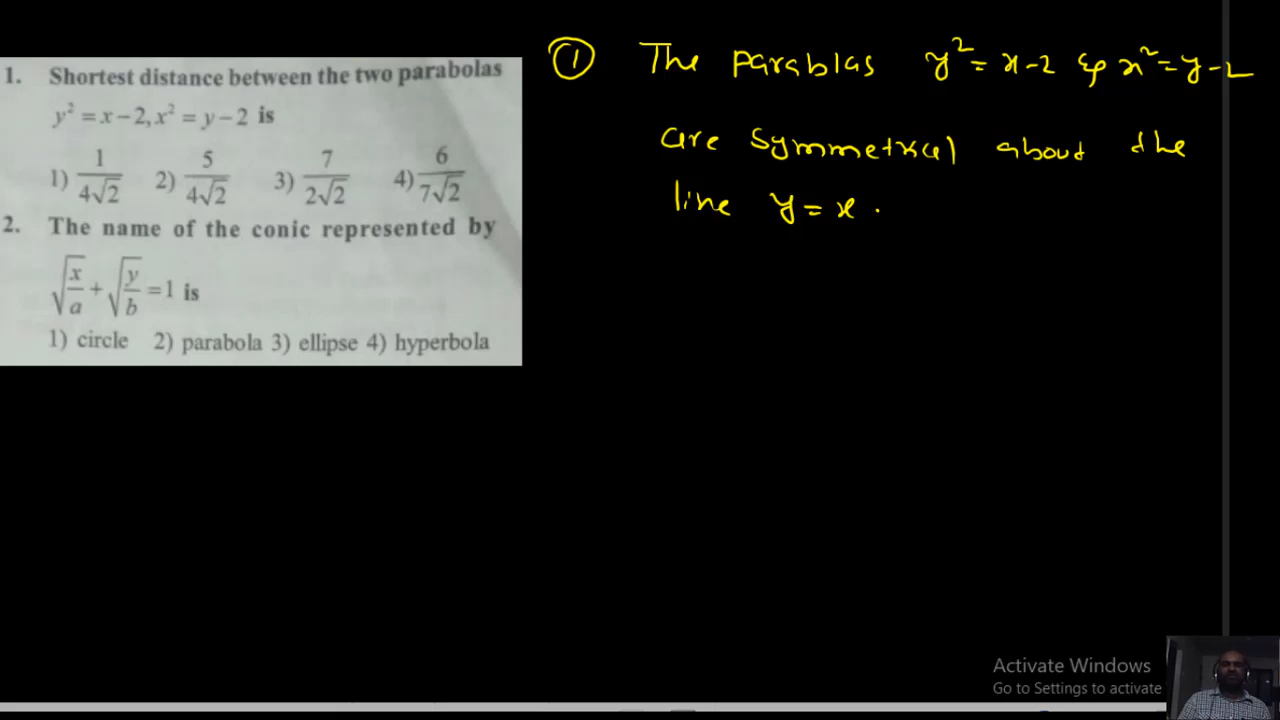 1. Shortest distance between the two parabolas
y² = x − 2, x² = y − 2 is
1) 1/(4√2) 2) 5/(4√2) 3) 7/(2√2) 4) 6/(7√2)
2. The name of the conic represented by
√(x/a) + √(y/b) = 1 is
1) circle 2) parabola 3) ellipse 4) hyperbola
① The Parablas y² = x − 2 & x² = y − 2
are symmetrical about the
line y = x .
Activate Windows
Go to Settings to activate